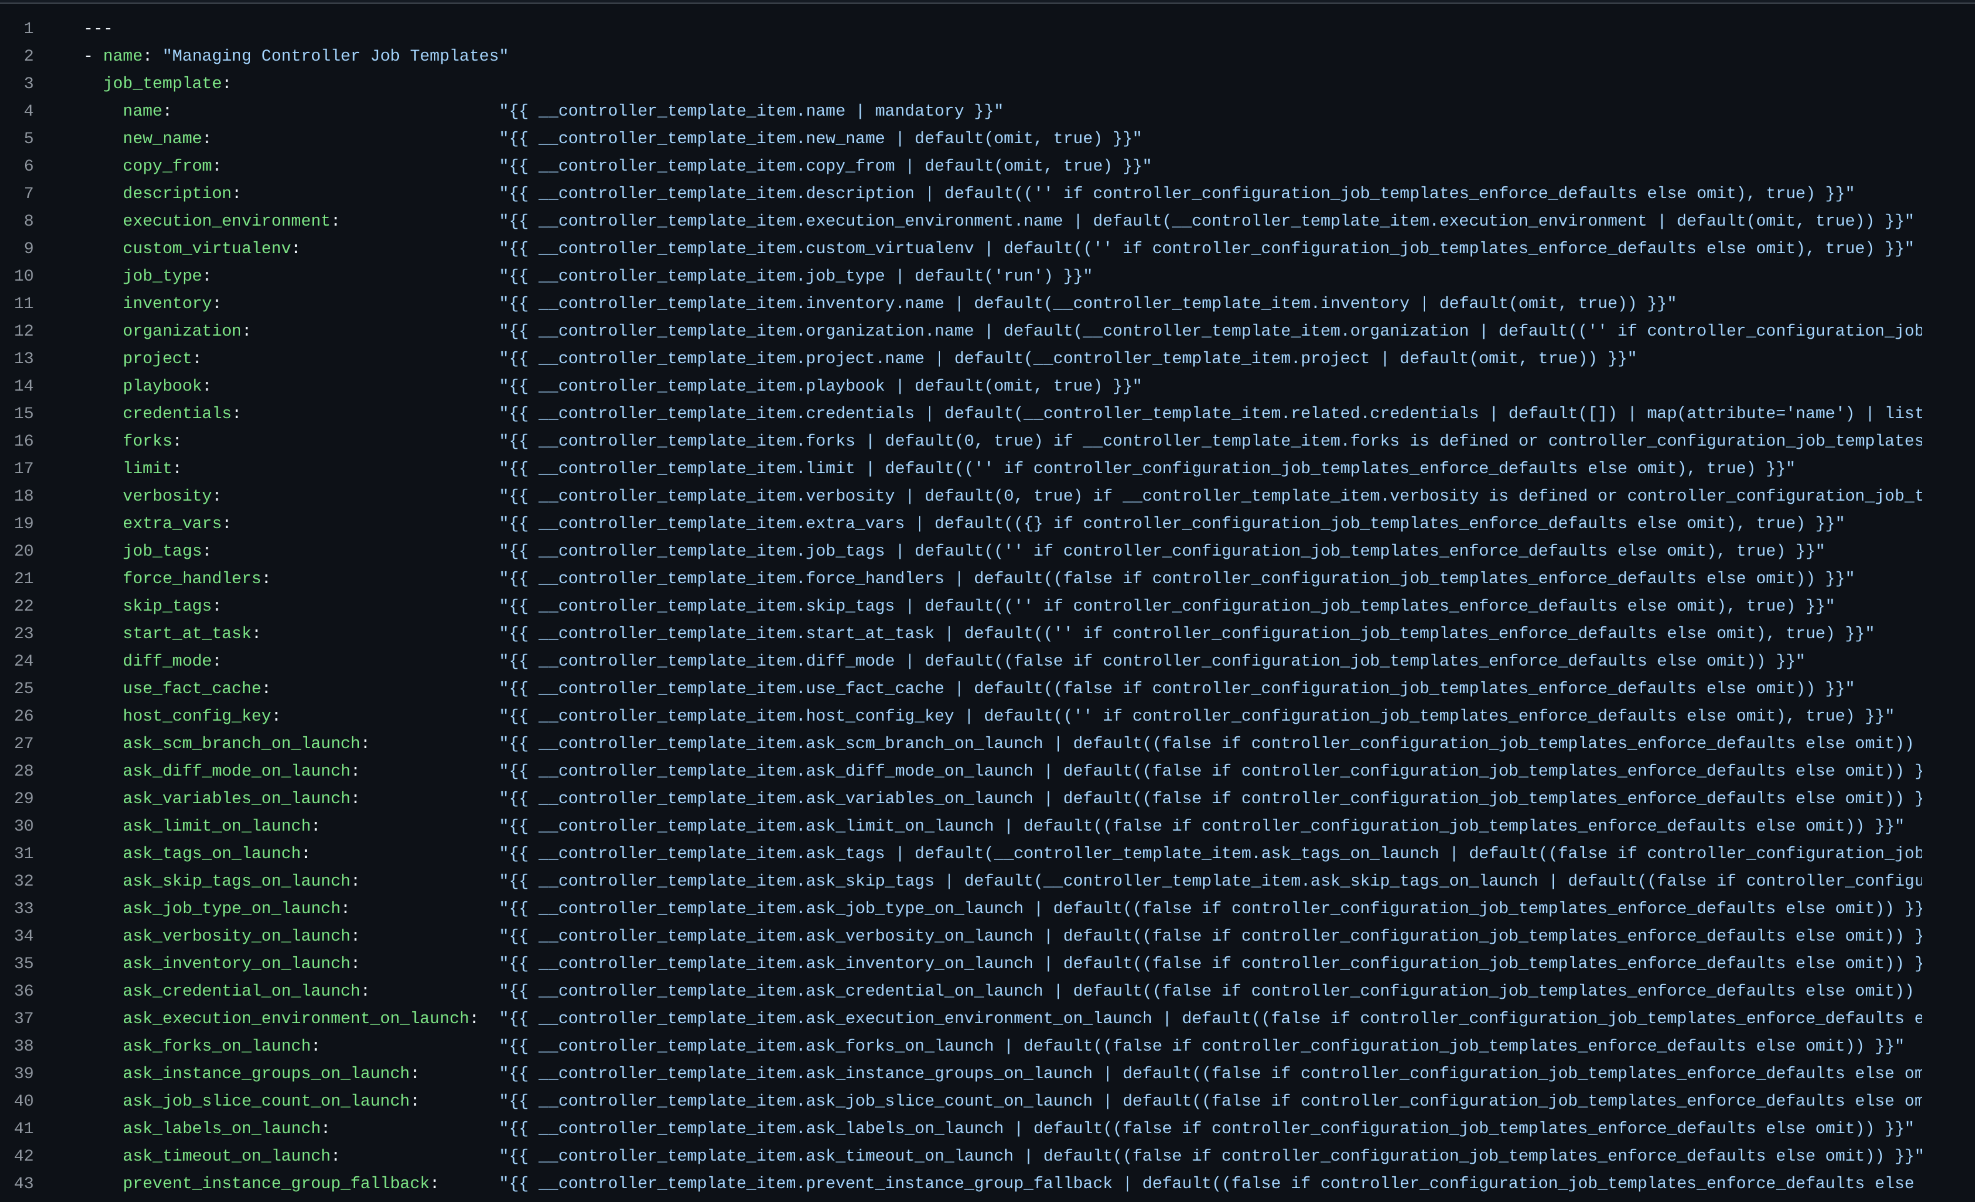 1 ---
2 - name: "Managing Controller Job Templates"
3 job_template:
4 name: "{{ __controller_template_item.name | mandatory }}"
5 new_name: "{{ __controller_template_item.new_name | default(omit, true) }}"
6 copy_from: "{{ __controller_template_item.copy_from | default(omit, true) }}"
7 description: "{{ __controller_template_item.description | default(('' if controller_configuration_job_templates_enforce_defaults else omit), true) }}"
8 execution_environment: "{{ __controller_template_item.execution_environment.name | default(__controller_template_item.execution_environment | default(omit, true)) }}"
9 custom_virtualenv: "{{ __controller_template_item.custom_virtualenv | default(('' if controller_configuration_job_templates_enforce_defaults else omit), true) }}"
10 job_type: "{{ __controller_template_item.job_type | default('run') }}"
11 inventory: "{{ __controller_template_item.inventory.name | default(__controller_template_item.inventory | default(omit, true)) }}"
12 organization: "{{ __controller_template_item.organization.name | default(__controller_template_item.organization | default(('' if controller_configuration_job
13 project: "{{ __controller_template_item.project.name | default(__controller_template_item.project | default(omit, true)) }}"
14 playbook: "{{ __controller_template_item.playbook | default(omit, true) }}"
15 credentials: "{{ __controller_template_item.credentials | default(__controller_template_item.related.credentials | default([]) | map(attribute='name') | list
16 forks: "{{ __controller_template_item.forks | default(0, true) if __controller_template_item.forks is defined or controller_configuration_job_templates
17 limit: "{{ __controller_template_item.limit | default(('' if controller_configuration_job_templates_enforce_defaults else omit), true) }}"
18 verbosity: "{{ __controller_template_item.verbosity | default(0, true) if __controller_template_item.verbosity is defined or controller_configuration_job_t
19 extra_vars: "{{ __controller_template_item.extra_vars | default(({} if controller_configuration_job_templates_enforce_defaults else omit), true) }}"
20 job_tags: "{{ __controller_template_item.job_tags | default(('' if controller_configuration_job_templates_enforce_defaults else omit), true) }}"
21 force_handlers: "{{ __controller_template_item.force_handlers | default((false if controller_configuration_job_templates_enforce_defaults else omit)) }}"
22 skip_tags: "{{ __controller_template_item.skip_tags | default(('' if controller_configuration_job_templates_enforce_defaults else omit), true) }}"
23 start_at_task: "{{ __controller_template_item.start_at_task | default(('' if controller_configuration_job_templates_enforce_defaults else omit), true) }}"
24 diff_mode: "{{ __controller_template_item.diff_mode | default((false if controller_configuration_job_templates_enforce_defaults else omit)) }}"
25 use_fact_cache: "{{ __controller_template_item.use_fact_cache | default((false if controller_configuration_job_templates_enforce_defaults else omit)) }}"
26 host_config_key: "{{ __controller_template_item.host_config_key | default(('' if controller_configuration_job_templates_enforce_defaults else omit), true) }}"
27 ask_scm_branch_on_launch: "{{ __controller_template_item.ask_scm_branch_on_launch | default((false if controller_configuration_job_templates_enforce_defaults else omit))
28 ask_diff_mode_on_launch: "{{ __controller_template_item.ask_diff_mode_on_launch | default((false if controller_configuration_job_templates_enforce_defaults else omit)) }
29 ask_variables_on_launch: "{{ __controller_template_item.ask_variables_on_launch | default((false if controller_configuration_job_templates_enforce_defaults else omit)) }
30 ask_limit_on_launch: "{{ __controller_template_item.ask_limit_on_launch | default((false if controller_configuration_job_templates_enforce_defaults else omit)) }}"
31 ask_tags_on_launch: "{{ __controller_template_item.ask_tags | default(__controller_template_item.ask_tags_on_launch | default((false if controller_configuration_job
32 ask_skip_tags_on_launch: "{{ __controller_template_item.ask_skip_tags | default(__controller_template_item.ask_skip_tags_on_launch | default((false if controller_configu
33 ask_job_type_on_launch: "{{ __controller_template_item.ask_job_type_on_launch | default((false if controller_configuration_job_templates_enforce_defaults else omit)) }}
34 ask_verbosity_on_launch: "{{ __controller_template_item.ask_verbosity_on_launch | default((false if controller_configuration_job_templates_enforce_defaults else omit)) }
35 ask_inventory_on_launch: "{{ __controller_template_item.ask_inventory_on_launch | default((false if controller_configuration_job_templates_enforce_defaults else omit)) }
36 ask_credential_on_launch: "{{ __controller_template_item.ask_credential_on_launch | default((false if controller_configuration_job_templates_enforce_defaults else omit))
37 ask_execution_environment_on_launch: "{{ __controller_template_item.ask_execution_environment_on_launch | default((false if controller_configuration_job_templates_enforce_defaults e
38 ask_forks_on_launch: "{{ __controller_template_item.ask_forks_on_launch | default((false if controller_configuration_job_templates_enforce_defaults else omit)) }}"
39 ask_instance_groups_on_launch: "{{ __controller_template_item.ask_instance_groups_on_launch | default((false if controller_configuration_job_templates_enforce_defaults else om
40 ask_job_slice_count_on_launch: "{{ __controller_template_item.ask_job_slice_count_on_launch | default((false if controller_configuration_job_templates_enforce_defaults else om
41 ask_labels_on_launch: "{{ __controller_template_item.ask_labels_on_launch | default((false if controller_configuration_job_templates_enforce_defaults else omit)) }}"
42 ask_timeout_on_launch: "{{ __controller_template_item.ask_timeout_on_launch | default((false if controller_configuration_job_templates_enforce_defaults else omit)) }}"
43 prevent_instance_group_fallback: "{{ __controller_template_item.prevent_instance_group_fallback | default((false if controller_configuration_job_templates_enforce_defaults else